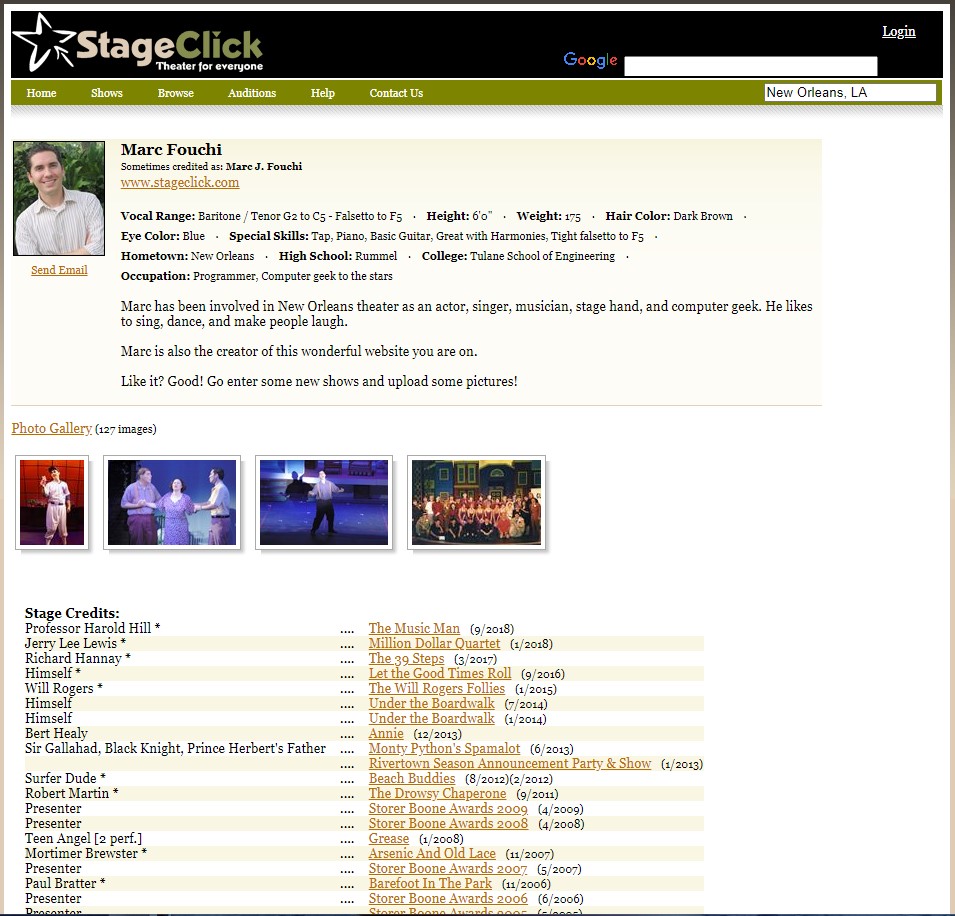 StageClick
Theater for everyone
Login
Google
Home Shows Browse Auditions Help Contact Us New Orleans, LA
Marc Fouchi
Sometimes credited as: Marc J. Fouchi
www.stageclick.com
Vocal Range: Baritone / Tenor G2 to C5 - Falsetto to F5 · Height: 6'0" · Weight: 175 · Hair Color: Dark Brown ·
Eye Color: Blue · Special Skills: Tap, Piano, Basic Guitar, Great with Harmonies, Tight falsetto to F5 ·
Hometown: New Orleans · High School: Rummel · College: Tulane School of Engineering ·
Occupation: Programmer, Computer geek to the stars
Send Email
Marc has been involved in New Orleans theater as an actor, singer, musician, stage hand, and computer geek. He likes
to sing, dance, and make people laugh.
Marc is also the creator of this wonderful website you are on.
Like it? Good! Go enter some new shows and upload some pictures!
Photo Gallery (127 images)
Stage Credits:
Professor Harold Hill * .... The Music Man (9/2018)
Jerry Lee Lewis * .... Million Dollar Quartet (1/2018)
Richard Hannay * .... The 39 Steps (3/2017)
Himself * .... Let the Good Times Roll (9/2016)
Will Rogers * .... The Will Rogers Follies (1/2015)
Himself .... Under the Boardwalk (7/2014)
Himself .... Under the Boardwalk (1/2014)
Bert Healy .... Annie (12/2013)
Sir Gallahad, Black Knight, Prince Herbert's Father .... Monty Python's Spamalot (6/2013)
.... Rivertown Season Announcement Party & Show (1/2013)
Surfer Dude * .... Beach Buddies (8/2012)(2/2012)
Robert Martin * .... The Drowsy Chaperone (9/2011)
Presenter .... Storer Boone Awards 2009 (4/2009)
Presenter .... Storer Boone Awards 2008 (4/2008)
Teen Angel [2 perf.] .... Grease (1/2008)
Mortimer Brewster * .... Arsenic And Old Lace (11/2007)
Presenter .... Storer Boone Awards 2007 (5/2007)
Paul Bratter * .... Barefoot In The Park (11/2006)
Presenter .... Storer Boone Awards 2006 (6/2006)
Presenter .... Storer Boone Awards 2005 (5/2005)